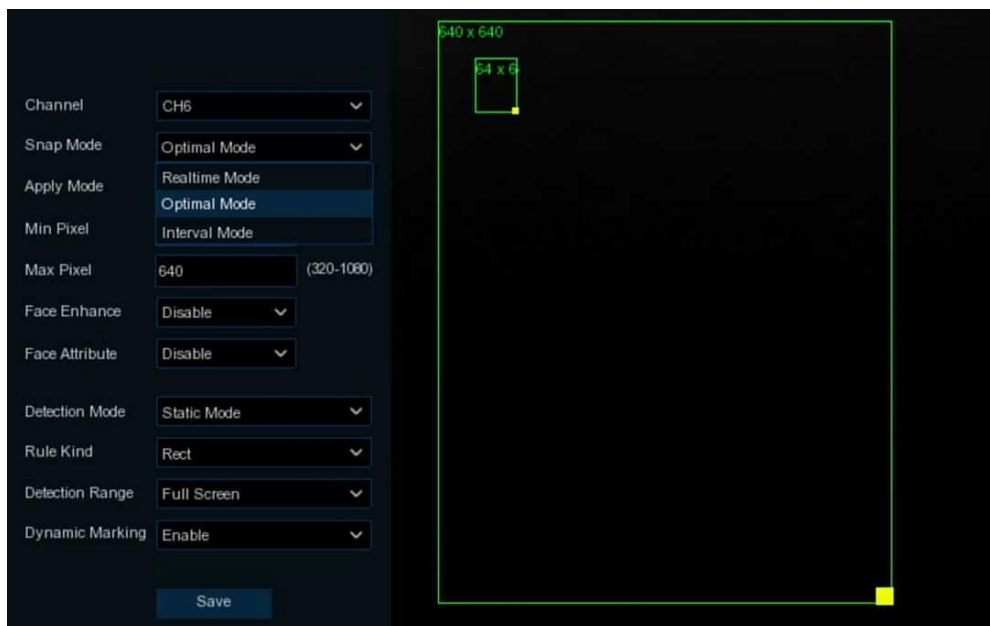 640 x 640
64 x 6
Channel CH6
Snap Mode Optimal Mode
Apply Mode Realtime Mode
Optimal Mode
Min Pixel Interval Mode
Max Pixel 640 (320-1080)
Face Enhance Disable
Face Attribute Disable
Detection Mode Static Mode
Rule Kind Rect
Detection Range Full Screen
Dynamic Marking Enable
Save